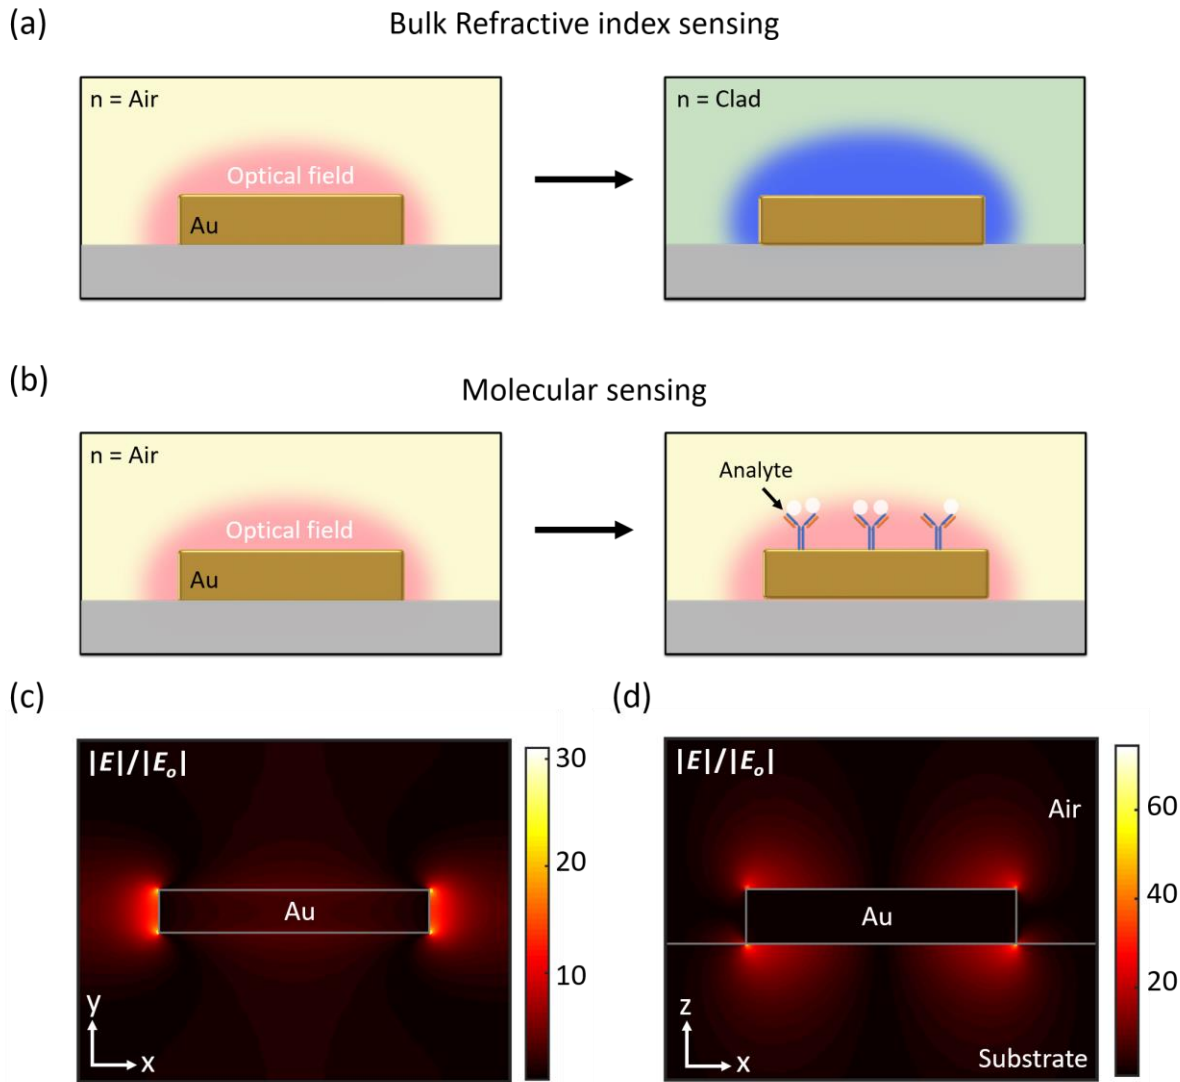 (a)
Bulk Refractive index sensing
n = Air
Optical field
Au
n = Clad
(b)
Molecular sensing
n = Air
Optical field
Au
Analyte
(c)
|E|/|Eₒ|
Au
y
x
30
20
10
(d)
|E|/|Eₒ|
Air
Au
z
x
Substrate
60
40
20